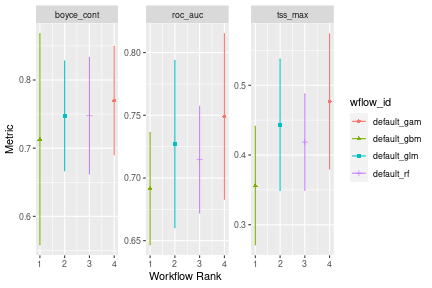 boyce_cont
roc_auc
tss_max
Metric
0.8
0.7
0.6
0.80
0.75
0.70
0.65
0.5
0.4
0.3
1 2 3 4
1 2 3 4
1 2 3 4
Workflow Rank
wflow_id
default_gam
default_gbm
default_glm
default_rf